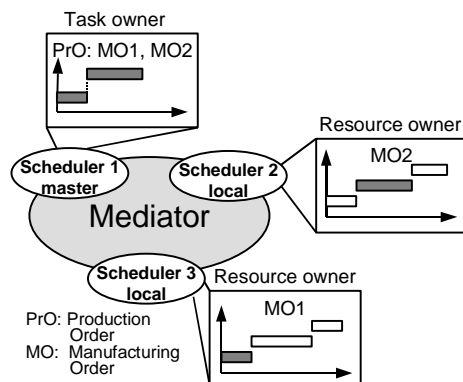 Task owner
PrO: MO1, MO2
Resource owner
MO2
Scheduler 1
master
Scheduler 2
local
Mediator
Scheduler 3
local
Resource owner
MO1
PrO: Production
Order
MO: Manufacturing
Order